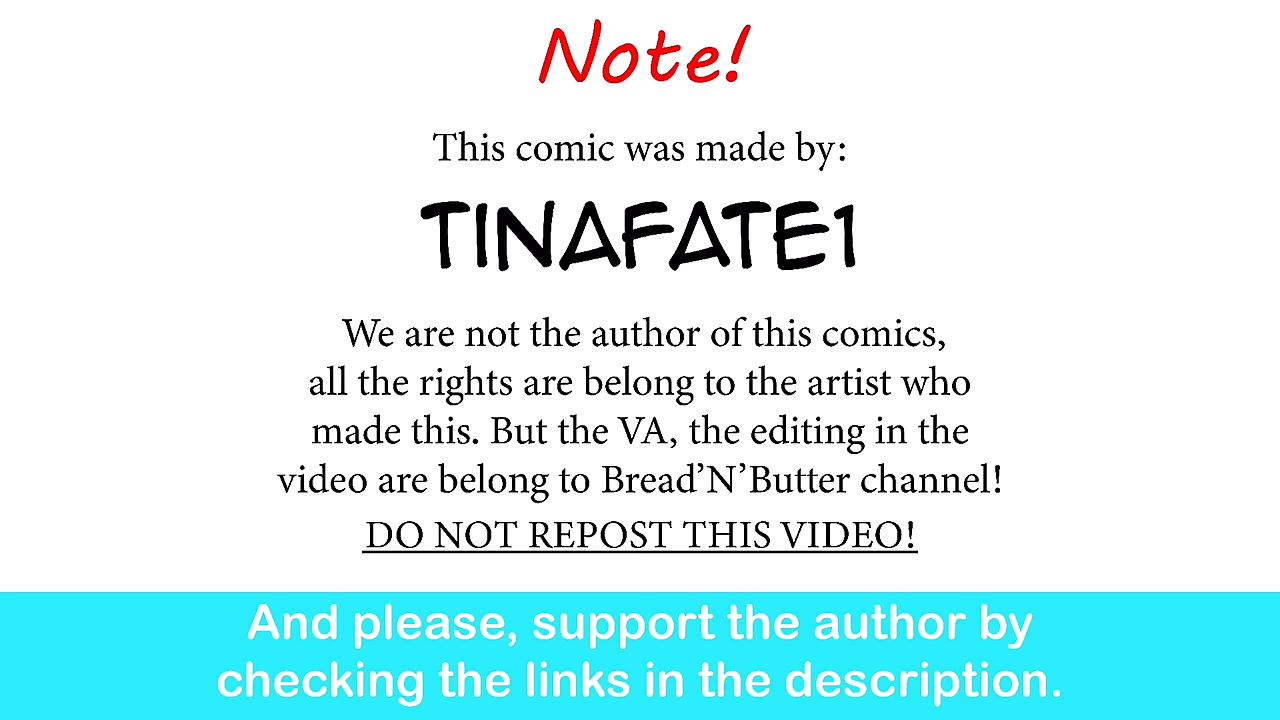 Note!
This comic was made by:
TINAFATE1
We are not the author of this comics,
all the rights are belong to the artist who
made this. But the VA, the editing in the
video are belong to Bread’N’Butter channel!
DO NOT REPOST THIS VIDEO!
And please, support the author by
checking the links in the description.